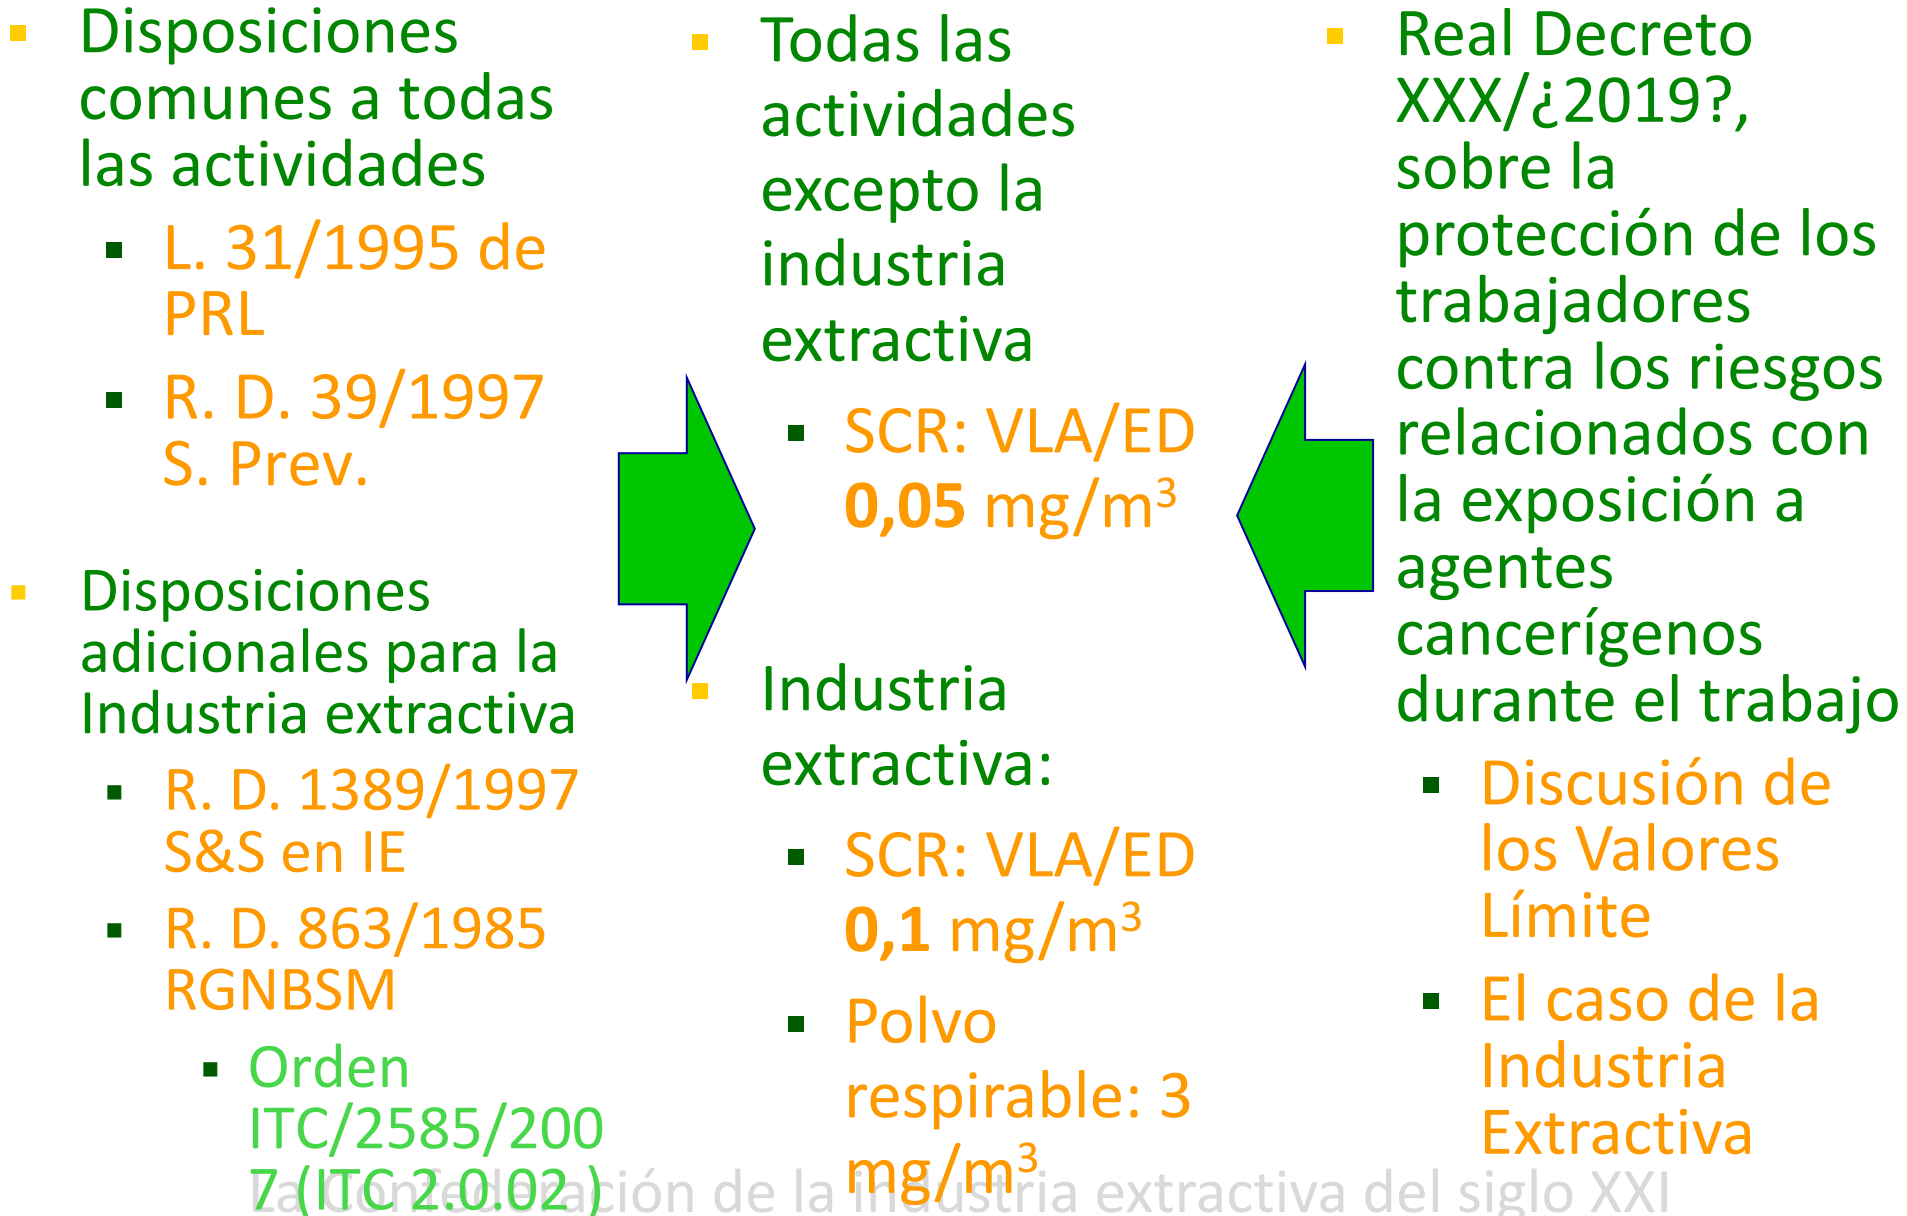 Disposiciones
comunes a todas
las actividades
L. 31/1995 de
PRL
R. D. 39/1997
S. Prev.
Disposiciones
adicionales para la
Industria extractiva
R. D. 1389/1997
S&S en IE
R. D. 863/1985
RGNBSM
Orden
ITC/2585/200
7 (ITC 2.0.02 )
Todas las
actividades
excepto la
industria
extractiva
SCR: VLA/ED
0,05 mg/m³
Industria
extractiva:
SCR: VLA/ED
0,1 mg/m³
Polvo
respirable: 3
mg/m³
Real Decreto
XXX/¿2019?,
sobre la
protección de los
trabajadores
contra los riesgos
relacionados con
la exposición a
agentes
cancerígenos
durante el trabajo
Discusión de
los Valores
Límite
El caso de la
Industria
Extractiva
La Confederación de la industria extractiva del siglo XXI